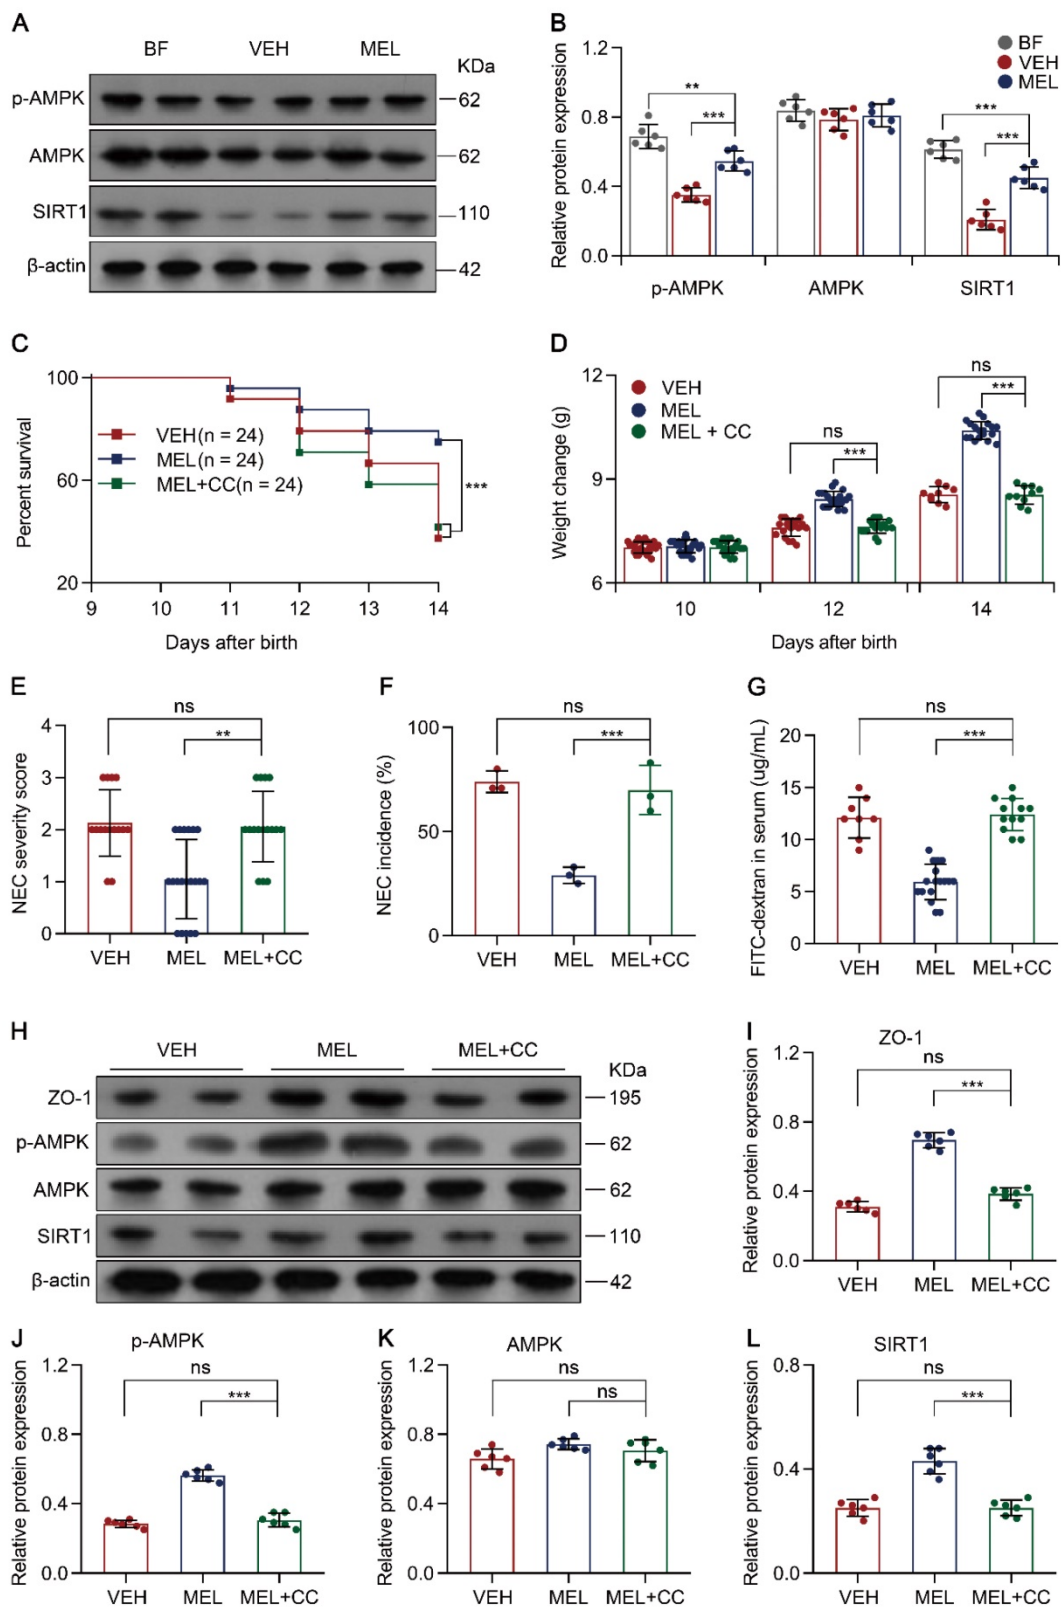 A
BF VEH MEL
KDa
p-AMPK 62
AMPK 62
SIRT1 110
β-actin 42
B
BF
VEH
MEL
Relative protein expression
1.2
0.8
0.4
0.0
** *** *** ***
p-AMPK AMPK SIRT1
C
Percent survival
100
60
20
VEH(n = 24)
MEL(n = 24)
MEL+CC(n = 24)
***
9 10 11 12 13 14
Days after birth
D
Weight change (g)
12
9
6
VEH
MEL
MEL + CC
ns *** ns ***
10 12 14
Days after birth
E
NEC severity score
4
3
2
1
0
ns
**
VEH MEL MEL+CC
F
NEC incidence (%)
100
50
0
ns
***
VEH MEL MEL+CC
G
FITC-dextran in serum (ug/mL)
20
15
10
5
0
ns
***
VEH MEL MEL+CC
H
VEH MEL MEL+CC
KDa
ZO-1 195
p-AMPK 62
AMPK 62
SIRT1 110
β-actin 42
I
ZO-1
Relative protein expression
1.2
0.8
0.4
0.0
ns
***
VEH MEL MEL+CC
J
p-AMPK
Relative protein expression
1.2
0.8
0.4
0.0
ns
***
VEH MEL MEL+CC
K
AMPK
Relative protein expression
1.2
0.8
0.4
0.0
ns
ns
VEH MEL MEL+CC
L
SIRT1
Relative protein expression
0.8
0.4
0.0
ns
***
VEH MEL MEL+CC